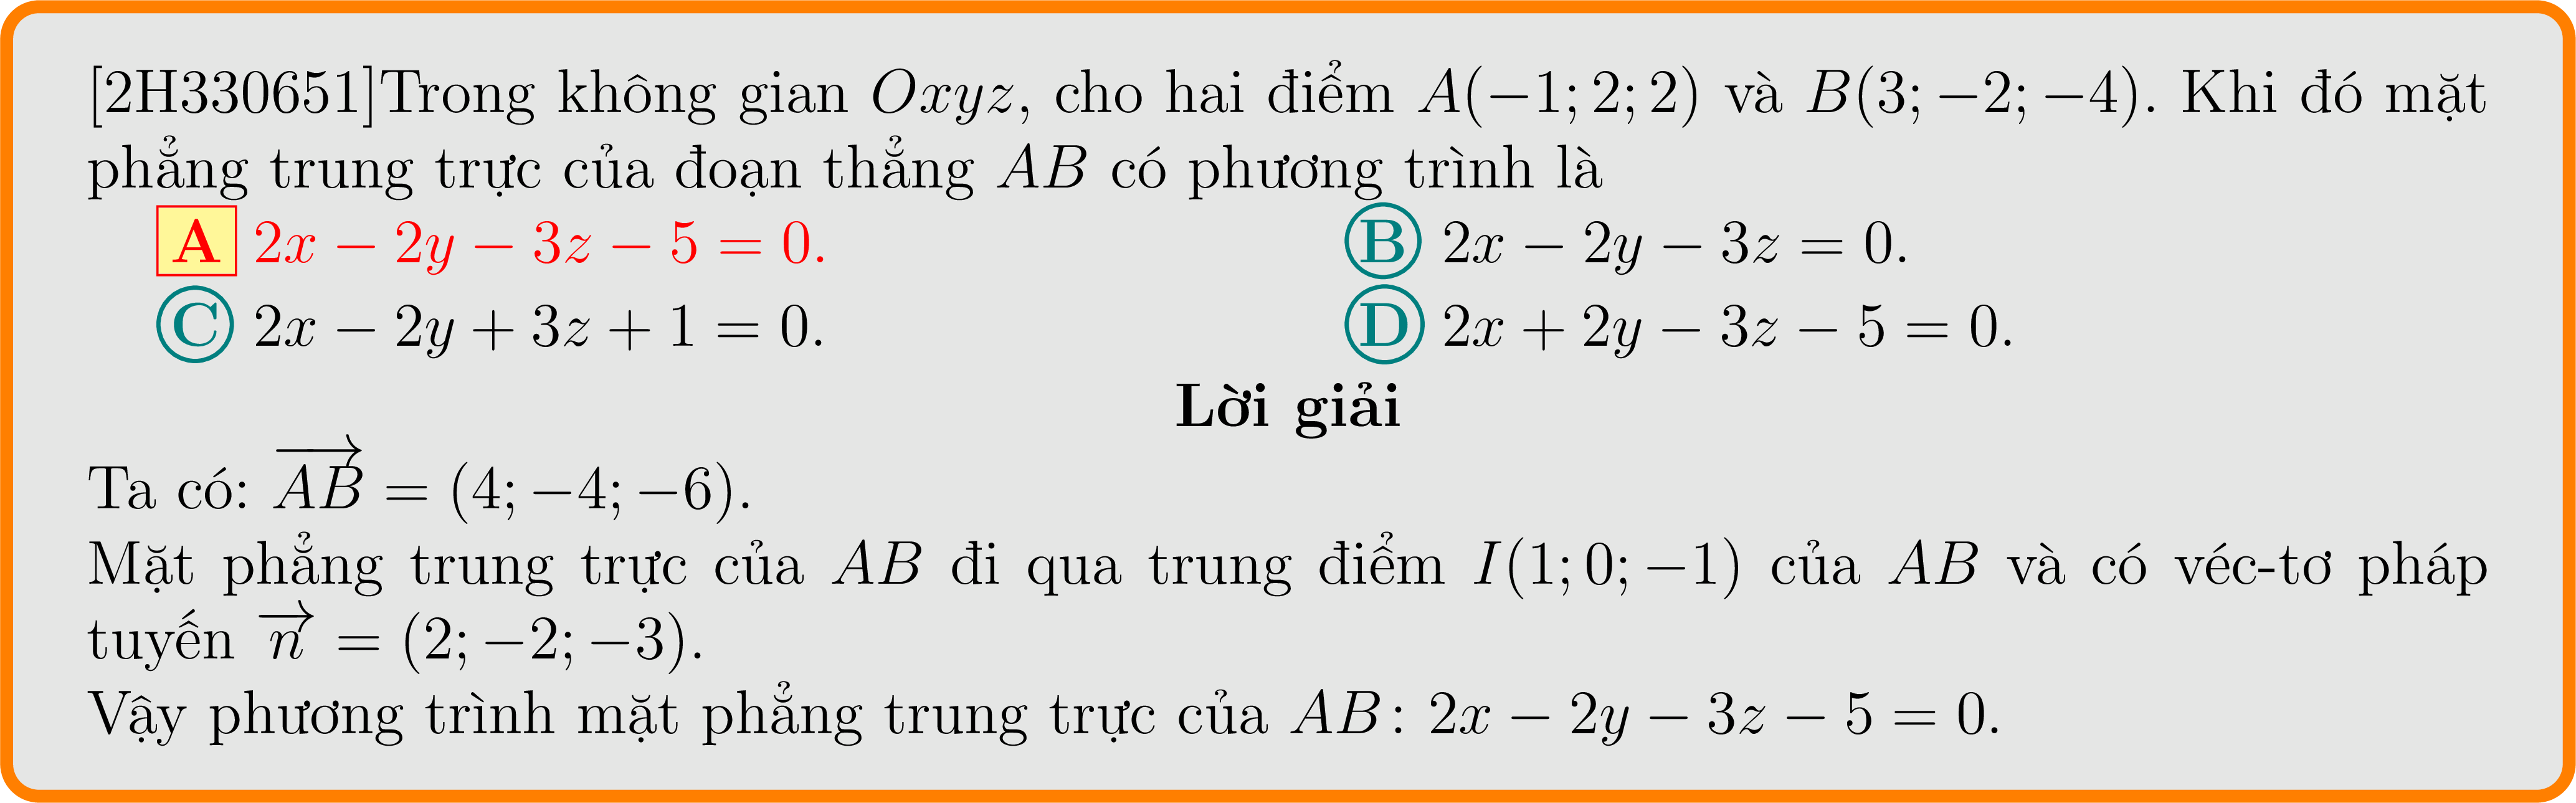 [2H330651]Trong không gian Oxyz, cho hai điểm A(−1; 2; 2) và B(3; −2; −4). Khi đó mặt
phẳng trung trực của đoạn thẳng AB có phương trình là
A 2x − 2y − 3z − 5 = 0. B 2x − 2y − 3z = 0.
C 2x − 2y + 3z + 1 = 0. D 2x + 2y − 3z − 5 = 0.
Lời giải
Ta có: $\overrightarrow{AB}$ = (4; −4; −6).
Mặt phẳng trung trực của AB đi qua trung điểm I(1; 0; −1) của AB và có véc-tơ pháp
tuyến $\overrightarrow{n}$ = (2; −2; −3).
Vậy phương trình mặt phẳng trung trực của AB: 2x − 2y − 3z − 5 = 0.